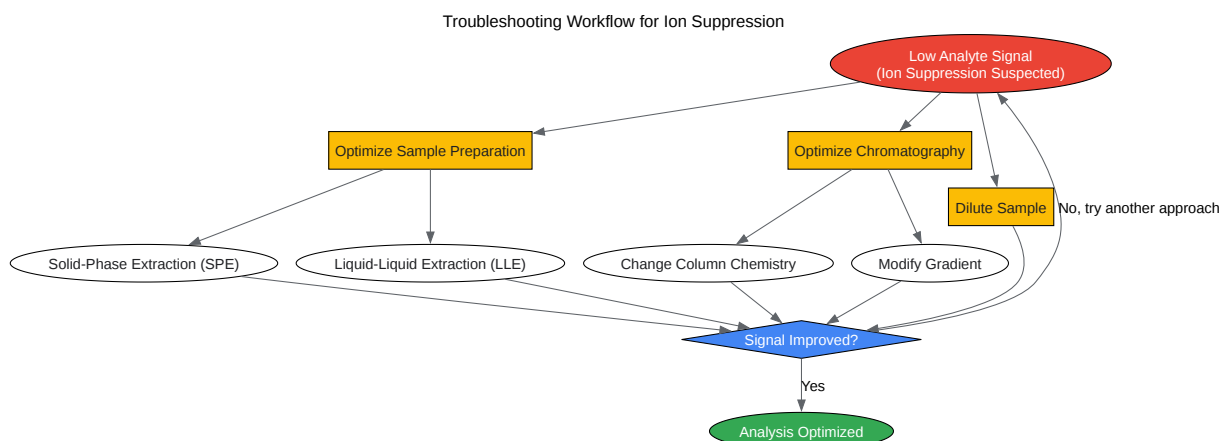 Troubleshooting Workflow for Ion Suppression
Low Analyte Signal
(Ion Suppression Suspected)
Optimize Sample Preparation
Optimize Chromatography
Dilute Sample
No, try another approach
Solid-Phase Extraction (SPE)
Liquid-Liquid Extraction (LLE)
Change Column Chemistry
Modify Gradient
Signal Improved?
Yes
Analysis Optimized